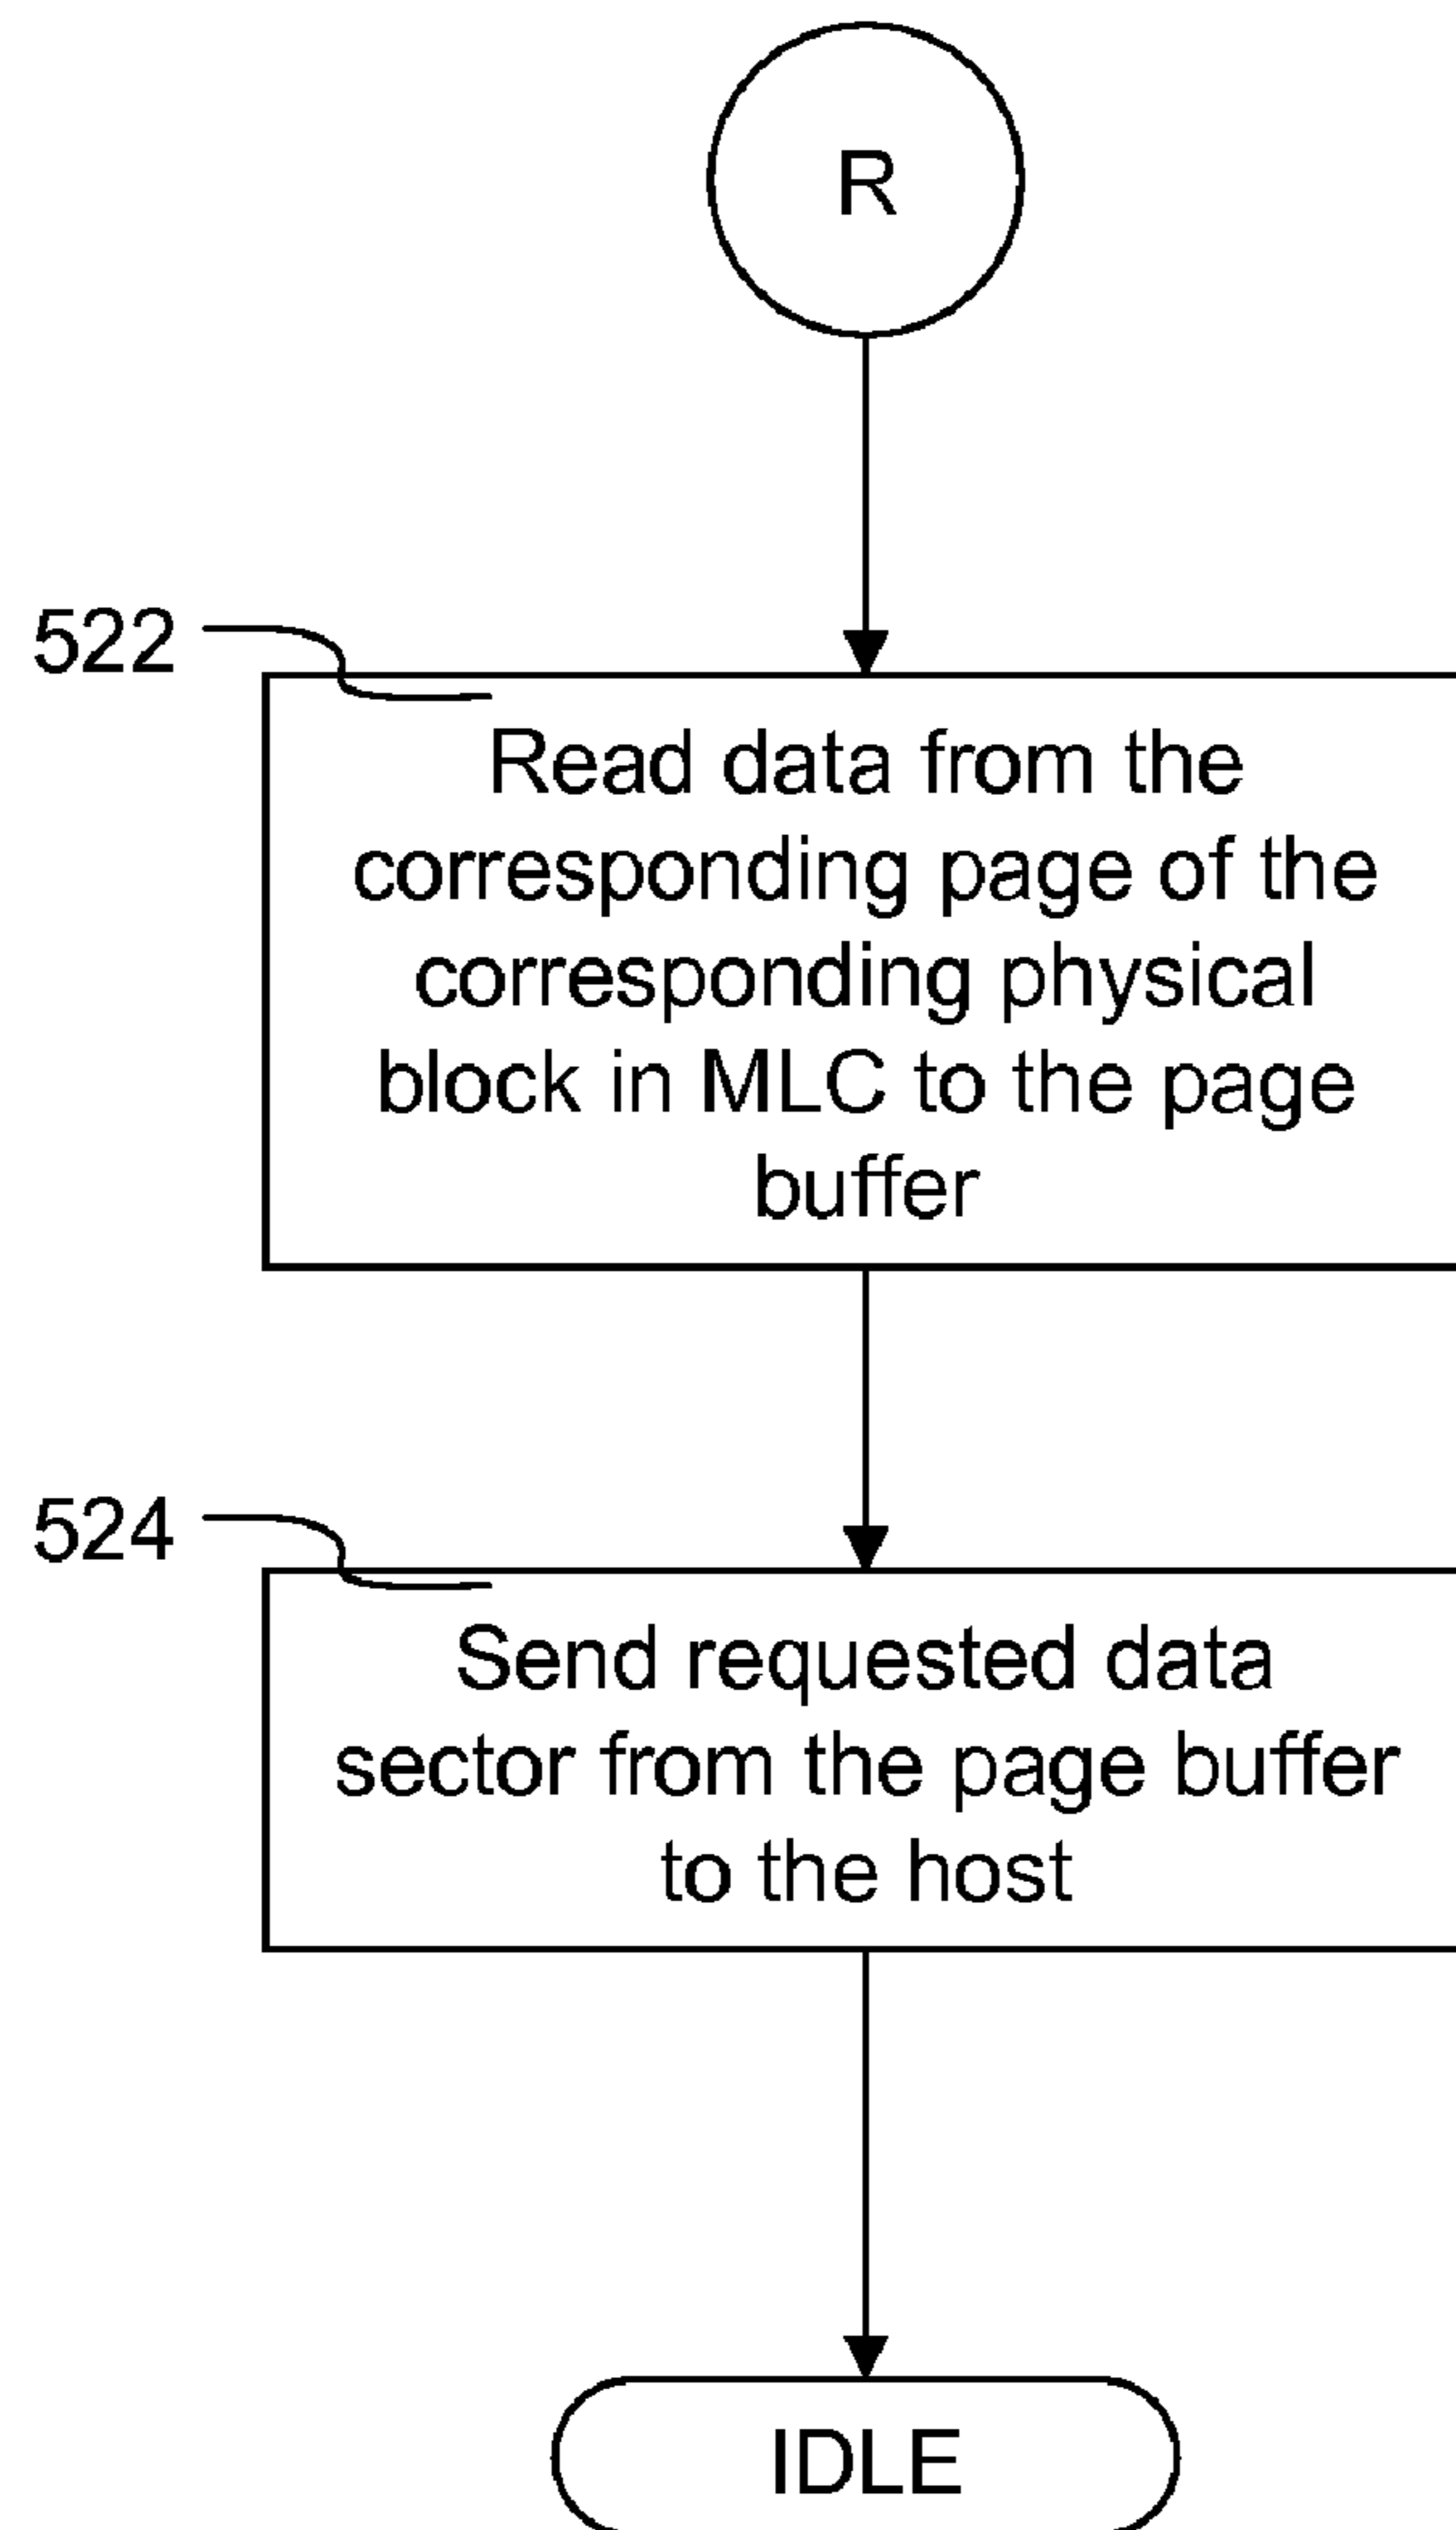 R
522
Read data from the
corresponding page of the
corresponding physical
block in MLC to the page
buffer
524
Send requested data
sector from the page buffer
to the host
IDLE